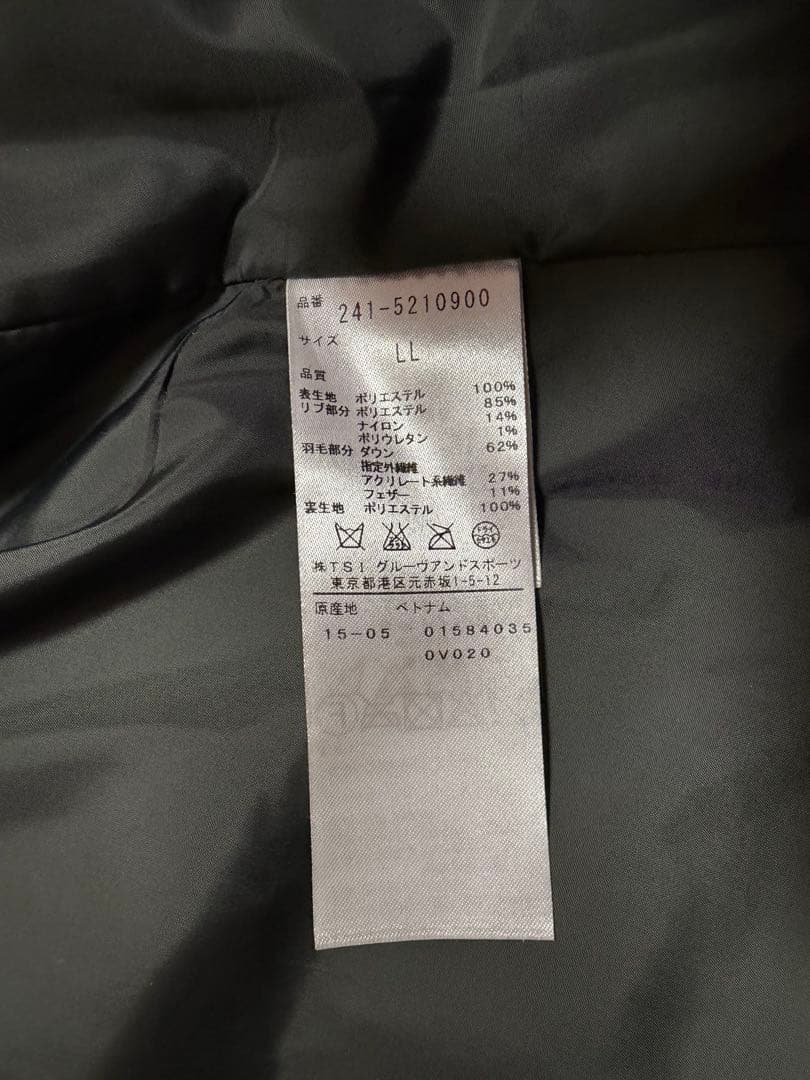 品番 241-5210900
サイズ LL
品質
表生地 ポリエステル 100%
リブ部分 ポリエステル 85%
ナイロン 14%
ポリウレタン 1%
羽毛部分 ダウン 62%
指定外繊維
アクリレート系繊維 27%
フェザー 11%
裏生地 ポリエステル 100%
ドライ
㈱TSI グルーヴアンドスポーツ
東京都港区元赤坂1-5-12
原産地 ベトナム
15-05 01584035
0V020